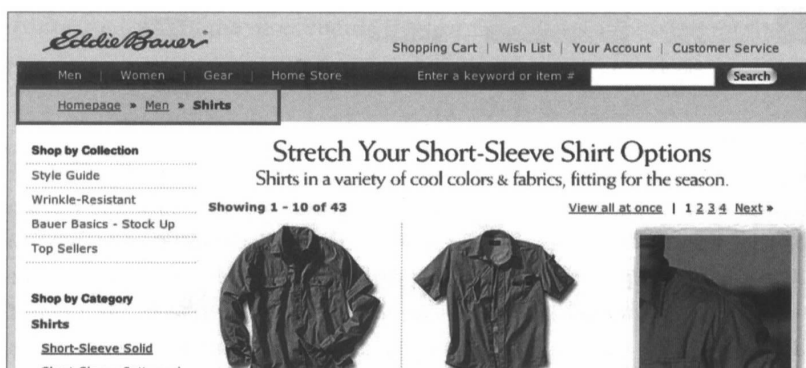 Eddie Bauer
Shopping Cart | Wish List | Your Account | Customer Service
Men | Women | Gear | Home Store
Enter a keyword or item # Search
Homepage » Men » Shirts
Shop by Collection
Style Guide
Wrinkle-Resistant
Bauer Basics - Stock Up
Top Sellers
Shop by Category
Shirts
Short-Sleeve Solid
Stretch Your Short-Sleeve Shirt Options
Shirts in a variety of cool colors & fabrics, fitting for the season.
Showing 1 - 10 of 43
View all at once | 1 2 3 4 Next »